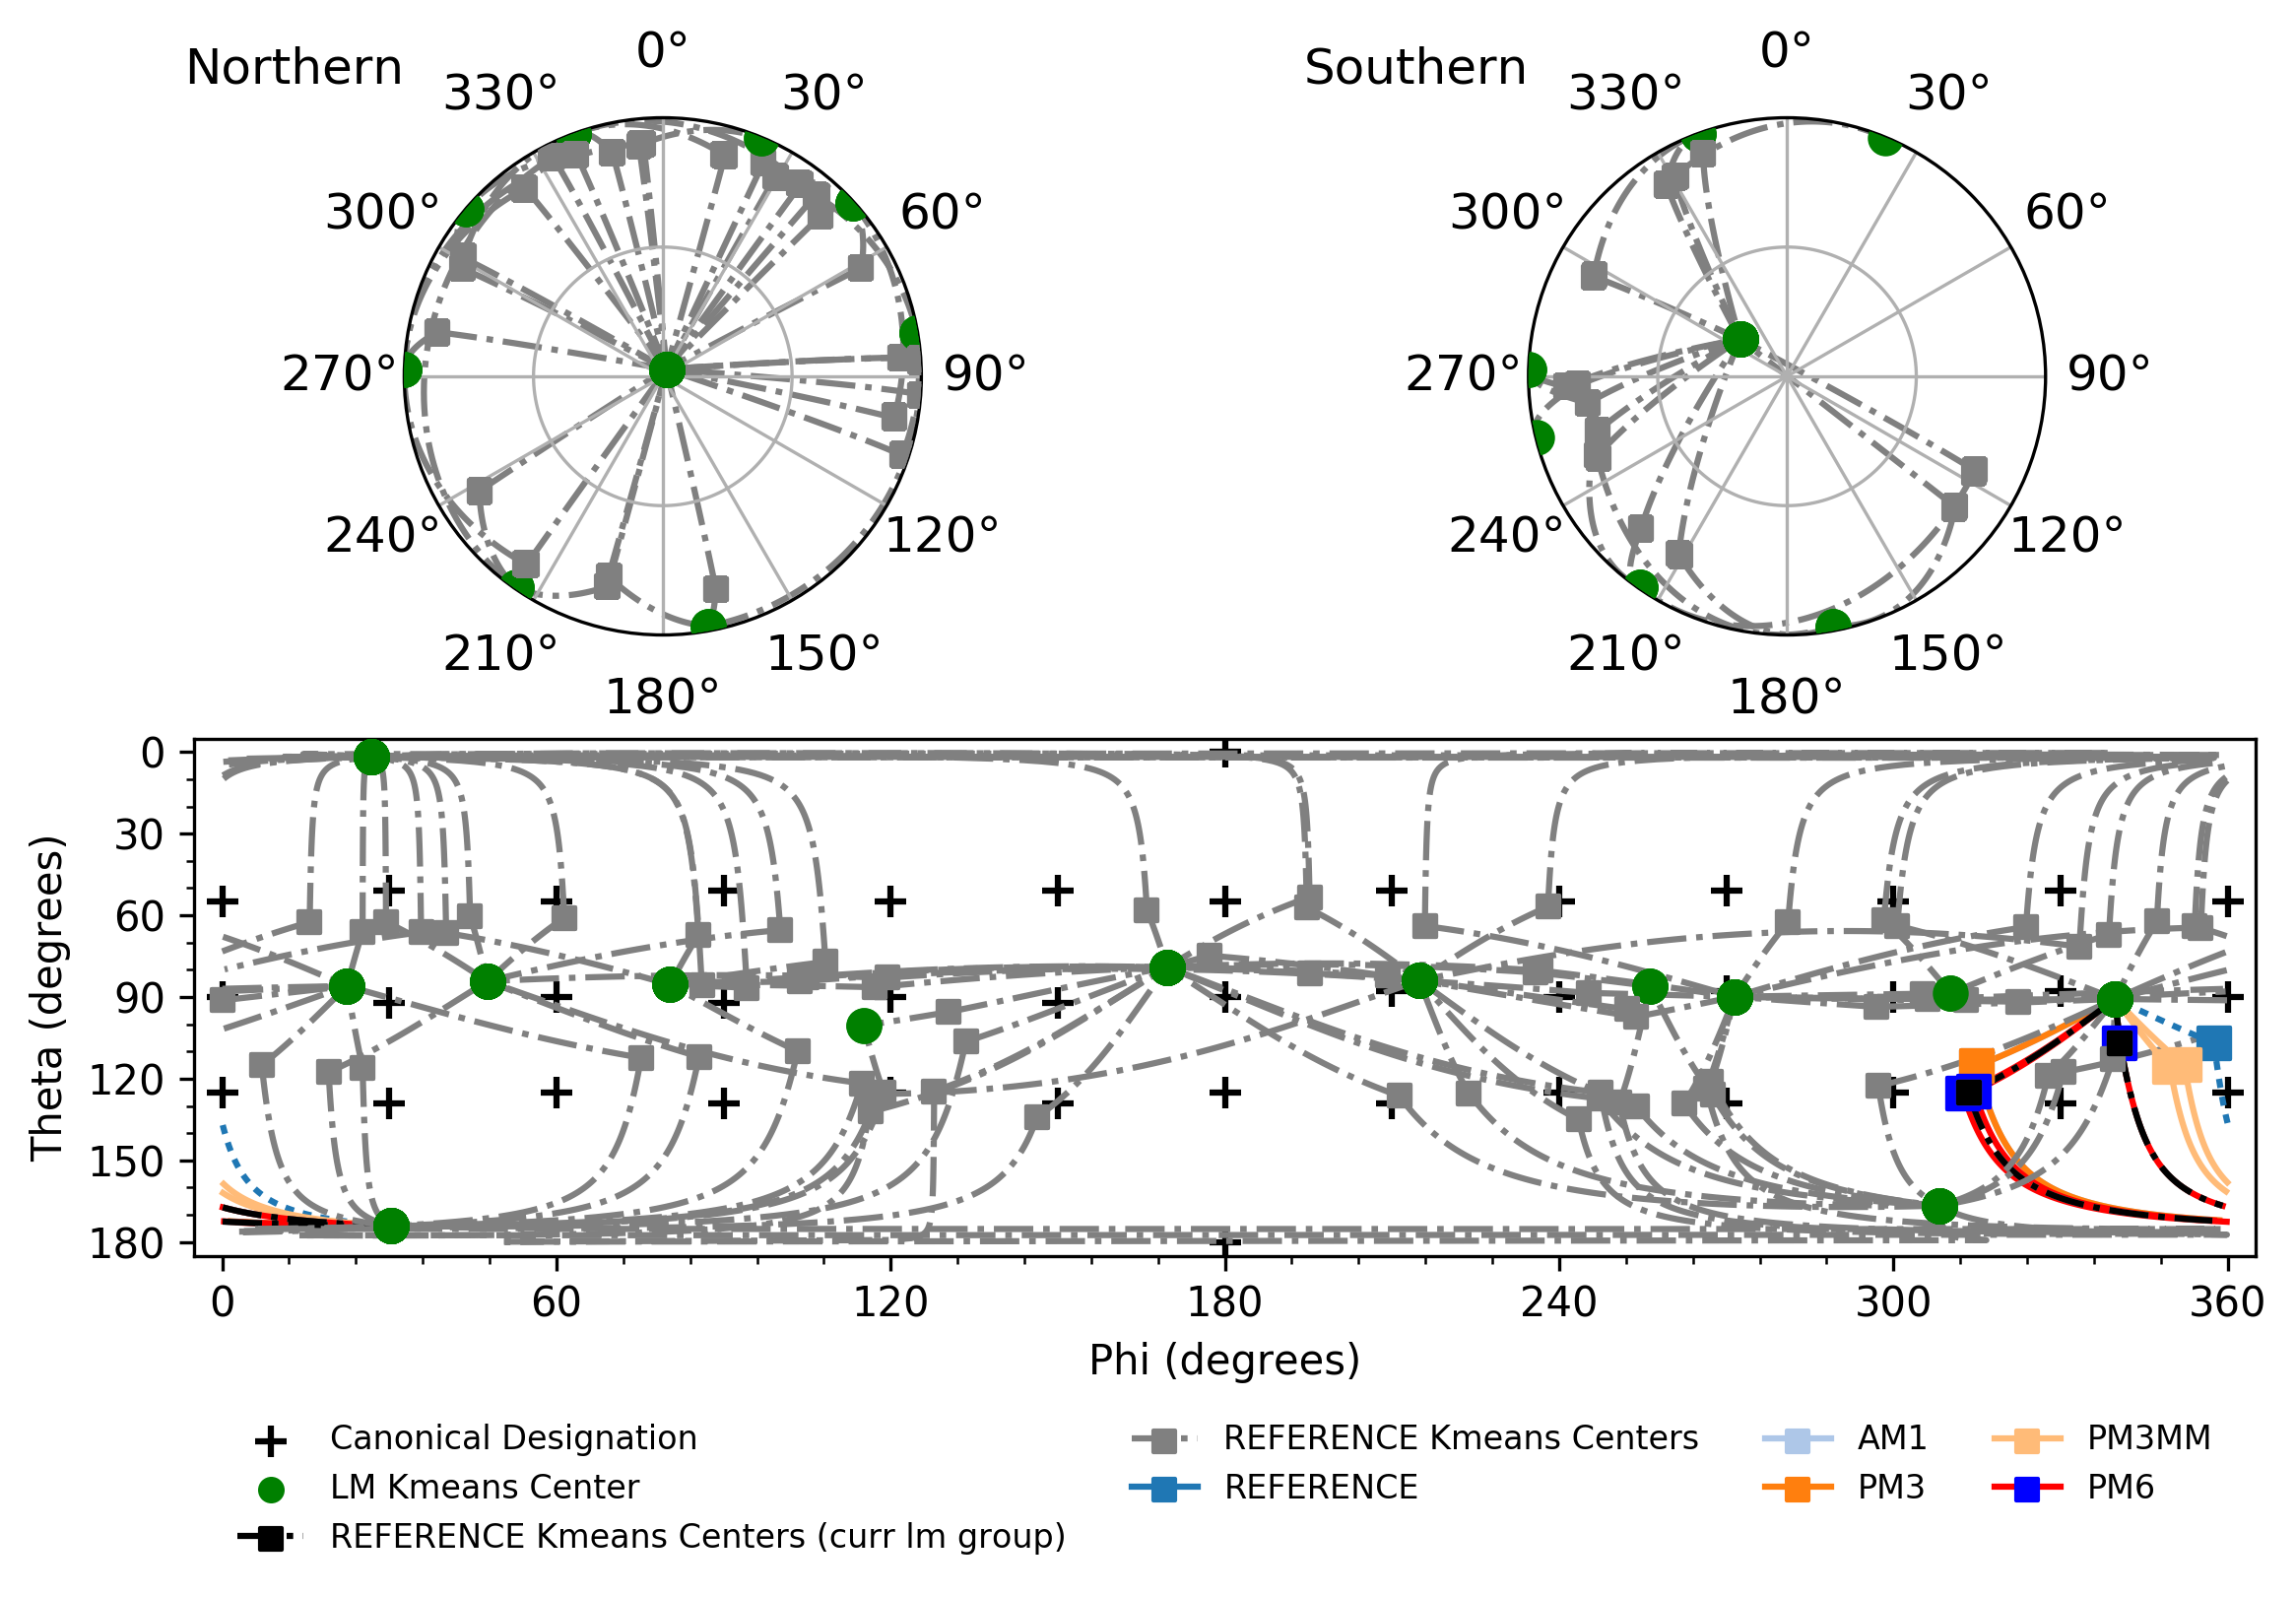 Northern
0°
30°
60°
90°
120°
150°
180°
210°
240°
270°
300°
330°
Southern
0°
30°
60°
90°
120°
150°
180°
210°
240°
270°
300°
330°
Theta (degrees)
0
30
60
90
120
150
180
0
60
120
180
240
300
360
Phi (degrees)
Canonical Designation
LM Kmeans Center
REFERENCE Kmeans Centers (curr lm group)
REFERENCE Kmeans Centers
REFERENCE
AM1
PM3
PM3MM
PM6